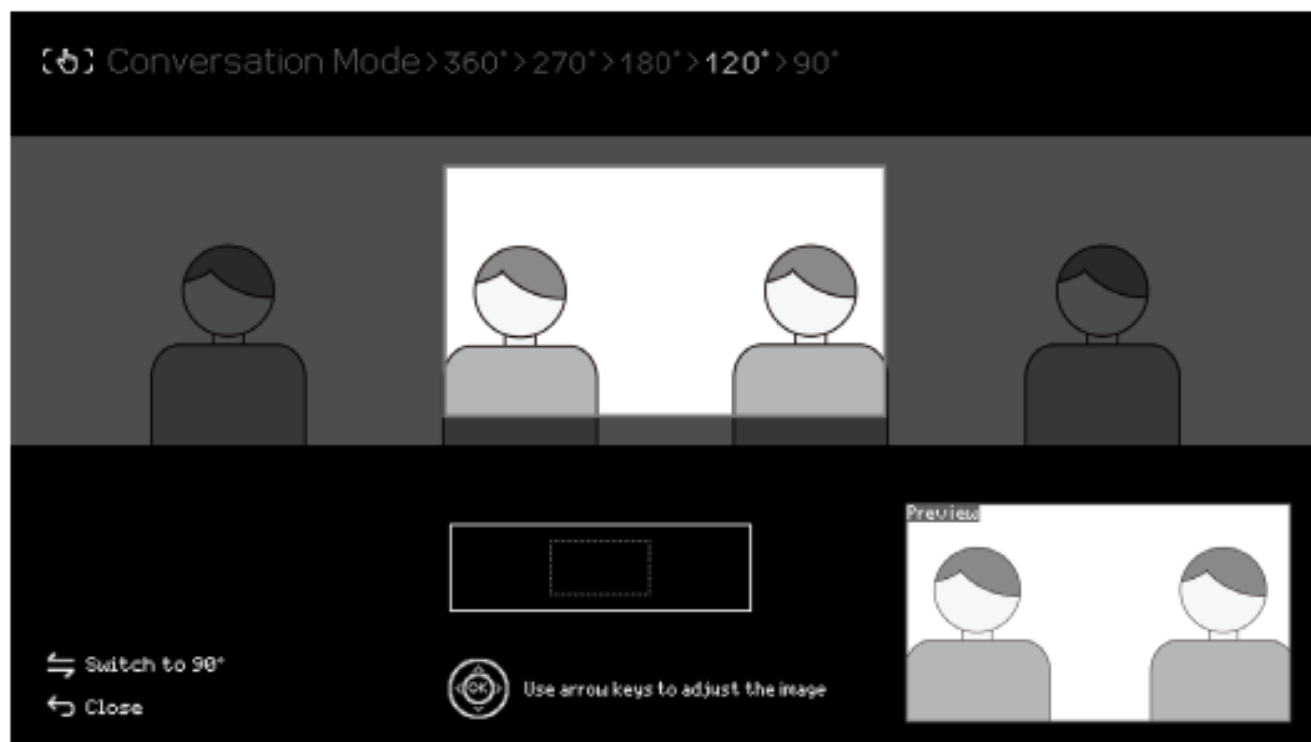 Conversation Mode>360°>270°>180°>120°>90°
Preview
Switch to 90°
OK Use arrow keys to adjust the image
Close